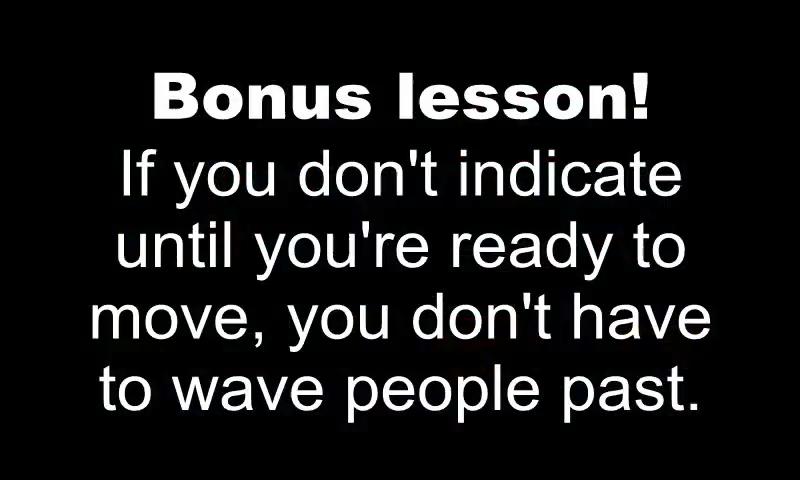 Bonus lesson!
If you don't indicate
until you're ready to
move, you don't have
to wave people past.